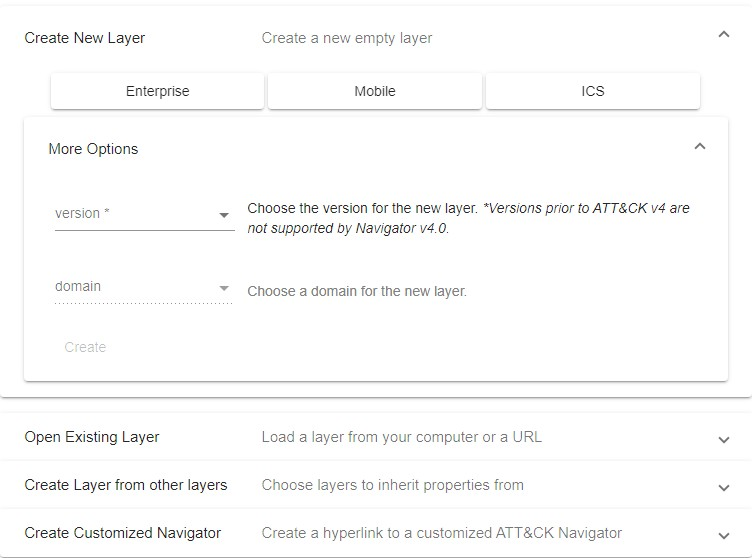 Create New Layer Create a new empty layer
Enterprise Mobile ICS
More Options
version * Choose the version for the new layer. *Versions prior to ATT&CK v4 are
not supported by Navigator v4.0.
domain Choose a domain for the new layer.
Create
Open Existing Layer Load a layer from your computer or a URL
Create Layer from other layers Choose layers to inherit properties from
Create Customized Navigator Create a hyperlink to a customized ATT&CK Navigator